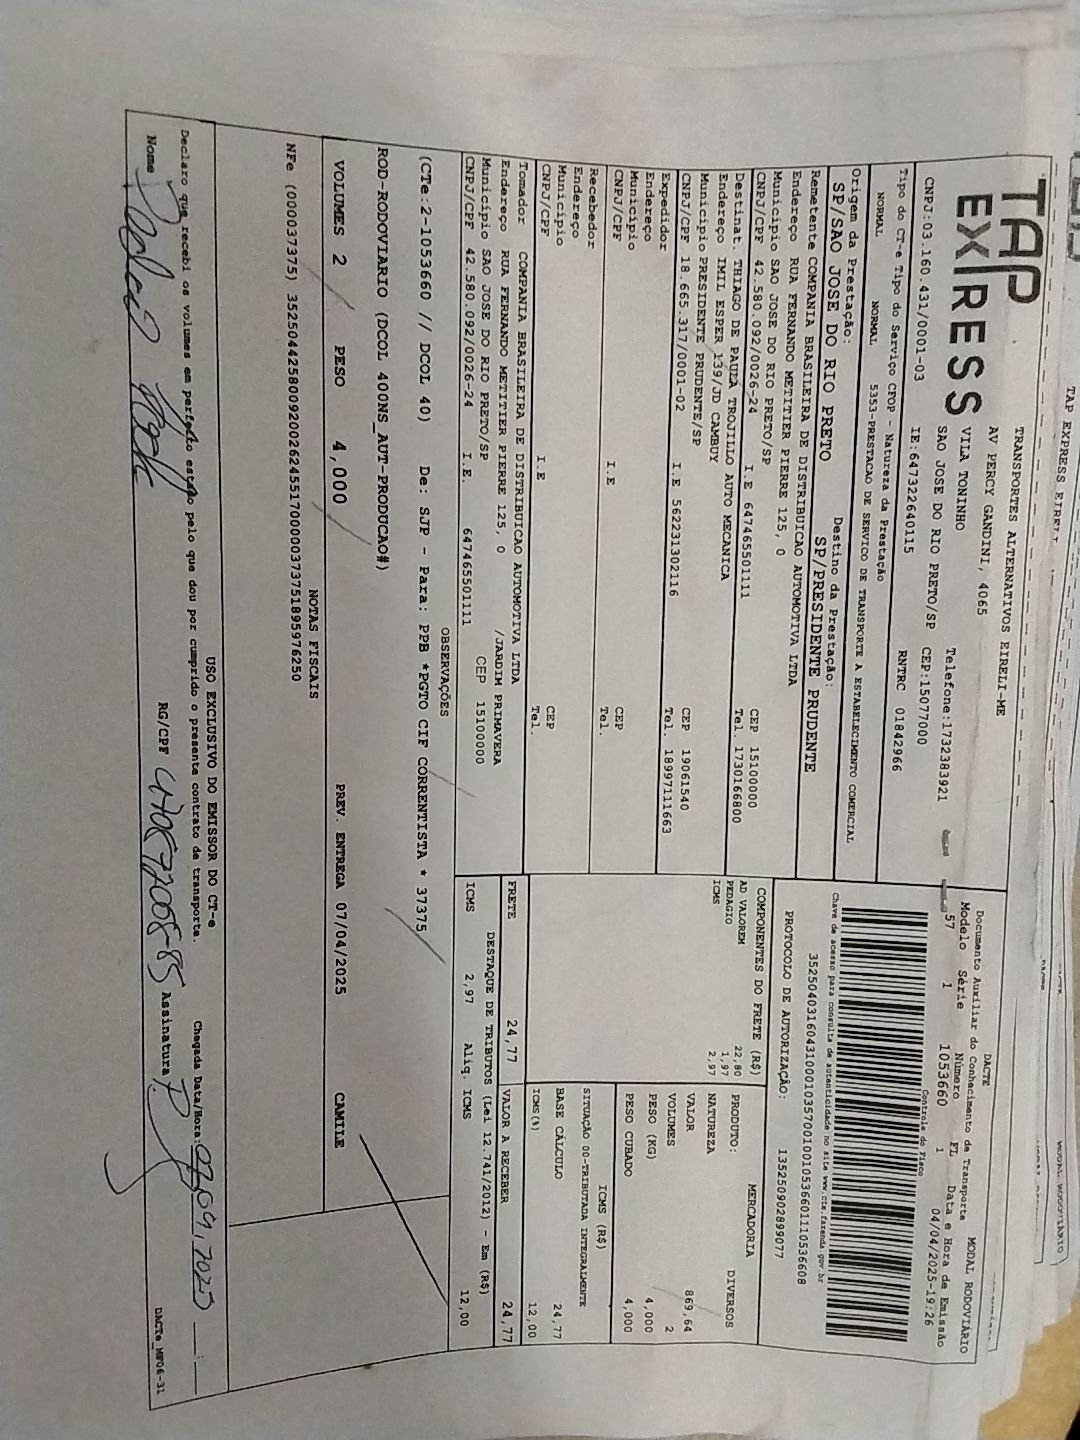 TAP EXPRESS EIRELI
TAP
EXPRESS
TRANSPORTES ALTERNATIVOS EIRELI-ME
AV PERCY GANDINI, 4065
VILA TONINHO
SAO JOSE DO RIO PRETO/SP
Telefone:1732383921
CEP:15077000
CNPJ:03.160.431/0001-03
IE:647322640115
RNTRC 01842966
Tipo do CT-e Tipo do Serviço CFOP - Natureza da Prestação
NORMAL NORMAL 5353-PRESTACAO DE SERVICO DE TRANSPORTE A ESTABELECIMENTO COMERCIAL
Origem da Prestação: Destino da Prestação:
SP/SAO JOSE DO RIO PRETO SP/PRESIDENTE PRUDENTE
DACTE
Documento Auxiliar do Conhecimento de Transporte
MODAL RODOVIÁRIO
Modelo Série Número FL Data e Hora de Emissão
57 1 1053660 1 04/04/2025-19:26
Controle do Fisco
Chave de acesso para consulta de autenticidade no site www.cte.fazenda.gov.br
PROTOCOLO DE AUTORIZAÇÃO: 135250902899077
Remetente COMPANIA BRASILEIRA DE DISTRIBUICAO AUTOMOTIVA LTDA
Endereço RUA FERNANDO METITIER PIERRE 125, 0
Município SAO JOSE DO RIO PRETO/SP CEP 15100000
CNPJ/CPF 42.580.092/0026-24 I.E 647465501111 Tel. 1730166800
Destinat. THIAGO DE PAULA TROJILLO AUTO MECANICA
Endereço IMIL ESPER 139/JD CAMBUY
Município PRESIDENTE PRUDENTE/SP CEP 19061540
CNPJ/CPF 18.665.317/0001-02 I.E 562231302116 Tel. 18997111663
Expedidor
Endereço
Município CEP
CNPJ/CPF I.E Tel.
Recebedor
Endereço
Município CEP
CNPJ/CPF I.E Tel.
Tomador COMPANIA BRASILEIRA DE DISTRIBUICAO AUTOMOTIVA LTDA
Endereço RUA FERNANDO METITIER PIERRE 125, 0 /JARDIM PRIMAVERA
Município SAO JOSE DO RIO PRETO/SP CEP 15100000
CNPJ/CPF 42.580.092/0026-24 I.E. 647465501111
COMPONENTES DO FRETE (R$)
AD VALOREM 22,80
PEDAGIO 1,97
ICMS 2,97
FRETE 24,77
MERCADORIA
PRODUTO: DIVERSOS
NATUREZA
VALOR 869,64
VOLUMES 2
PESO (KG) 4,000
PESO CUBADO 4,000
ICMS (R$)
SITUAÇÃO 00-TRIBUTADA INTEGRALMENTE
BASE CÁLCULO 24,77
ICMS(%) 12,00
VALOR A RECEBER 24,77
DESTAQUE DE TRIBUTOS (Lei 12.741/2012) - Em (R$)
ICMS 2,97 Aliq. ICMS 12,00
OBSERVAÇÕES
(CTe:2-1053660 // DCOL 40) De: SJP - Para: PPB *PGTO CIF CORRENTISTA * 37375
ROD-RODOVIARIO (DCOL 400NS_AUT-PRODUCAO#)
VOLUMES 2 PESO 4,000 PREV. ENTREGA 07/04/2025 CAMILE
NOTAS FISCAIS
USO EXCLUSIVO DO EMISSOR DO CT-e
Declaro que recebi os volumes em perfeito estado pelo que dou por cumprido o presente contrato de transporte.
Chegada Data/Hora:
Nome RG/CPF Assinatura
DACTe_MF06-31